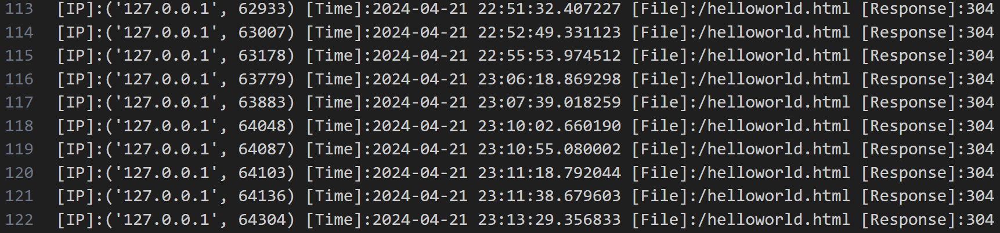 113 [IP]:('127.0.0.1', 62933) [Time]:2024-04-21 22:51:32.407227 [File]:/helloworld.html [Response]:304
114 [IP]:('127.0.0.1', 63007) [Time]:2024-04-21 22:52:49.331123 [File]:/helloworld.html [Response]:304
115 [IP]:('127.0.0.1', 63178) [Time]:2024-04-21 22:55:53.974512 [File]:/helloworld.html [Response]:304
116 [IP]:('127.0.0.1', 63779) [Time]:2024-04-21 23:06:18.869298 [File]:/helloworld.html [Response]:304
117 [IP]:('127.0.0.1', 63883) [Time]:2024-04-21 23:07:39.018259 [File]:/helloworld.html [Response]:304
118 [IP]:('127.0.0.1', 64048) [Time]:2024-04-21 23:10:02.660190 [File]:/helloworld.html [Response]:304
119 [IP]:('127.0.0.1', 64087) [Time]:2024-04-21 23:10:55.080002 [File]:/helloworld.html [Response]:304
120 [IP]:('127.0.0.1', 64103) [Time]:2024-04-21 23:11:18.792044 [File]:/helloworld.html [Response]:304
121 [IP]:('127.0.0.1', 64136) [Time]:2024-04-21 23:11:38.679603 [File]:/helloworld.html [Response]:304
122 [IP]:('127.0.0.1', 64304) [Time]:2024-04-21 23:13:29.356833 [File]:/helloworld.html [Response]:304